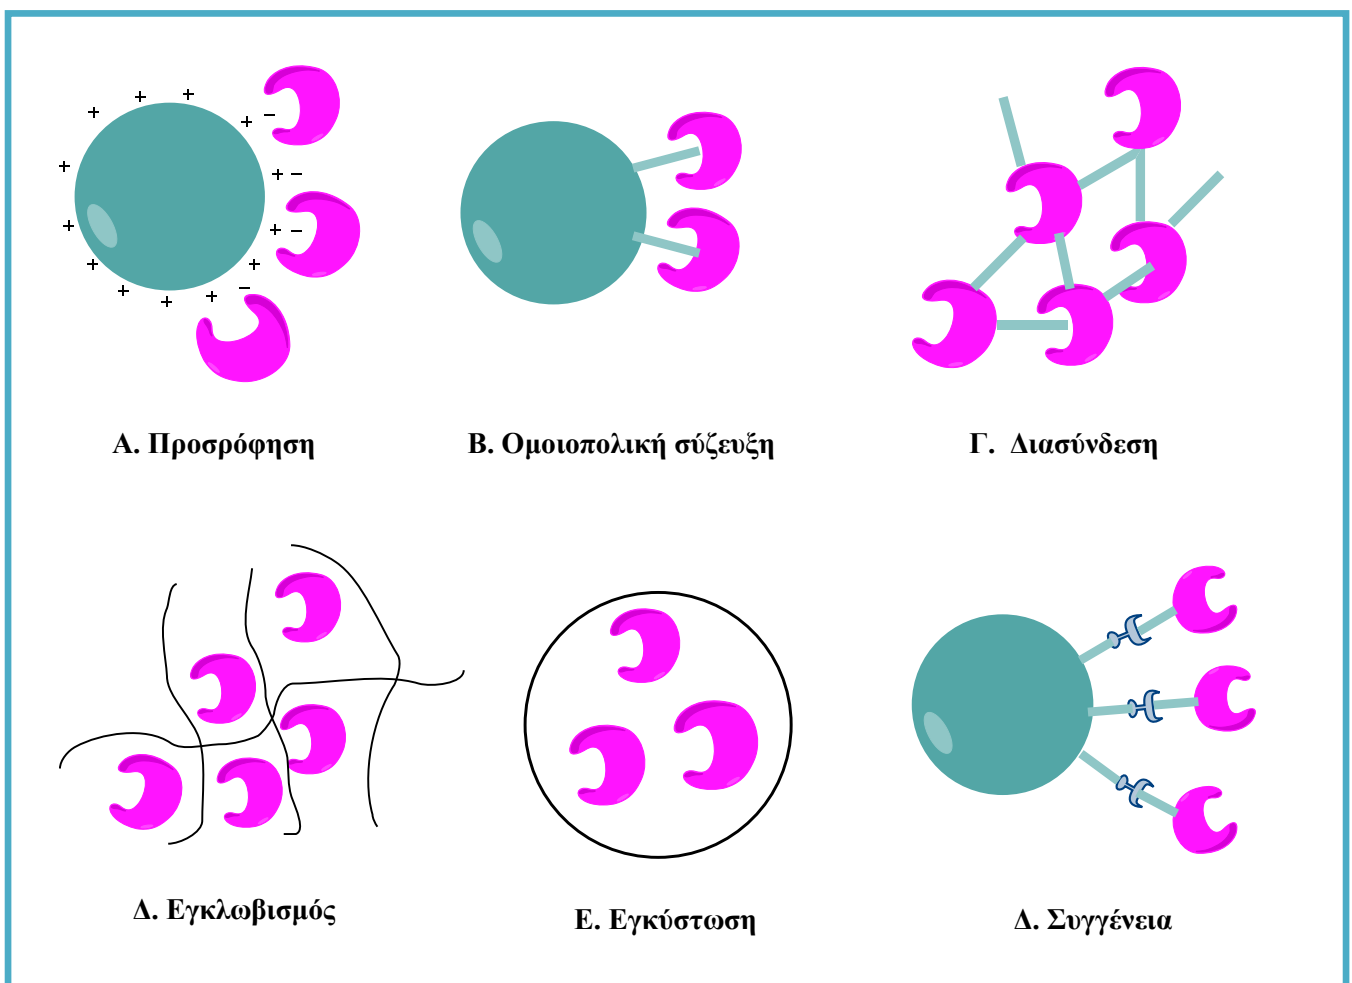 Α. Προσρόφηση
Β. Ομοιοπολική σύζευξη
Γ. Διασύνδεση
Δ. Εγκλωβισμός
Ε. Εγκύστωση
Δ. Συγγένεια